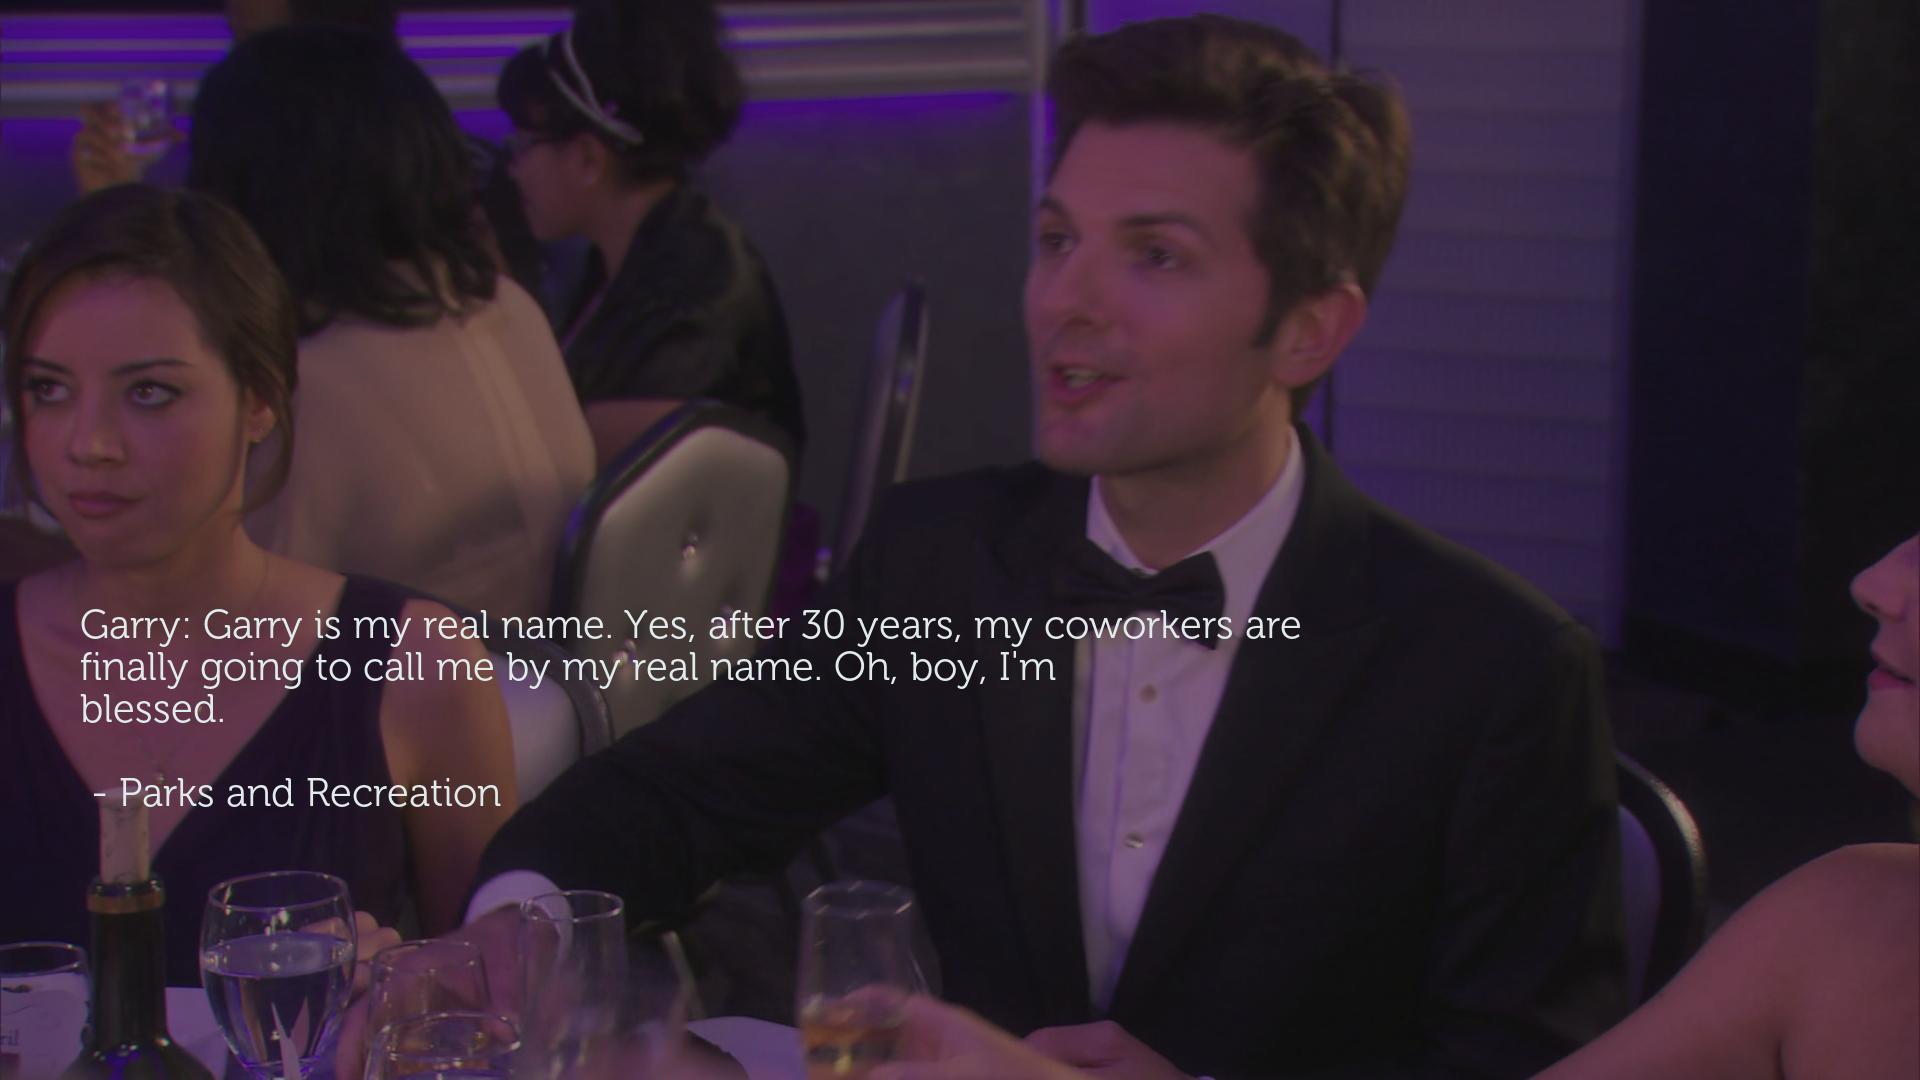 Garry: Garry is my real name. Yes, after 30 years, my coworkers are
finally going to call me by my real name. Oh, boy, I'm
blessed.
- Parks and Recreation
ril